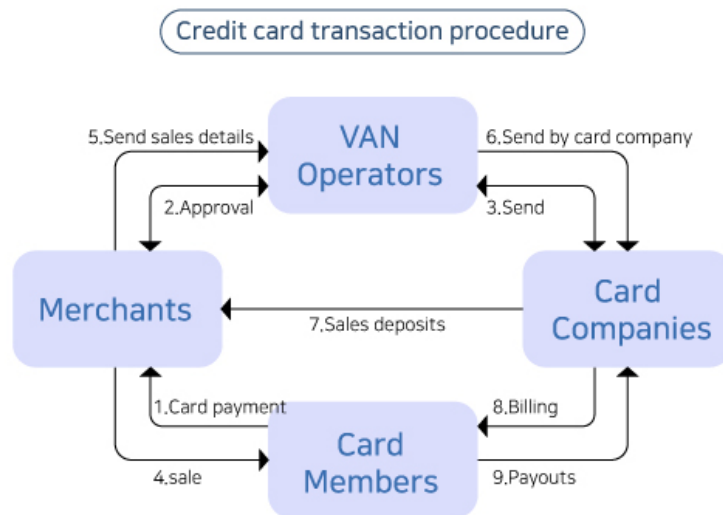 Credit card transaction procedure
5.Send sales details
VAN
Operators
6.Send by card company
2.Approval
3.Send
Merchants
Card
Companies
7.Sales deposits
1.Card payment
8.Billing
Card
Members
4.sale
9.Payouts